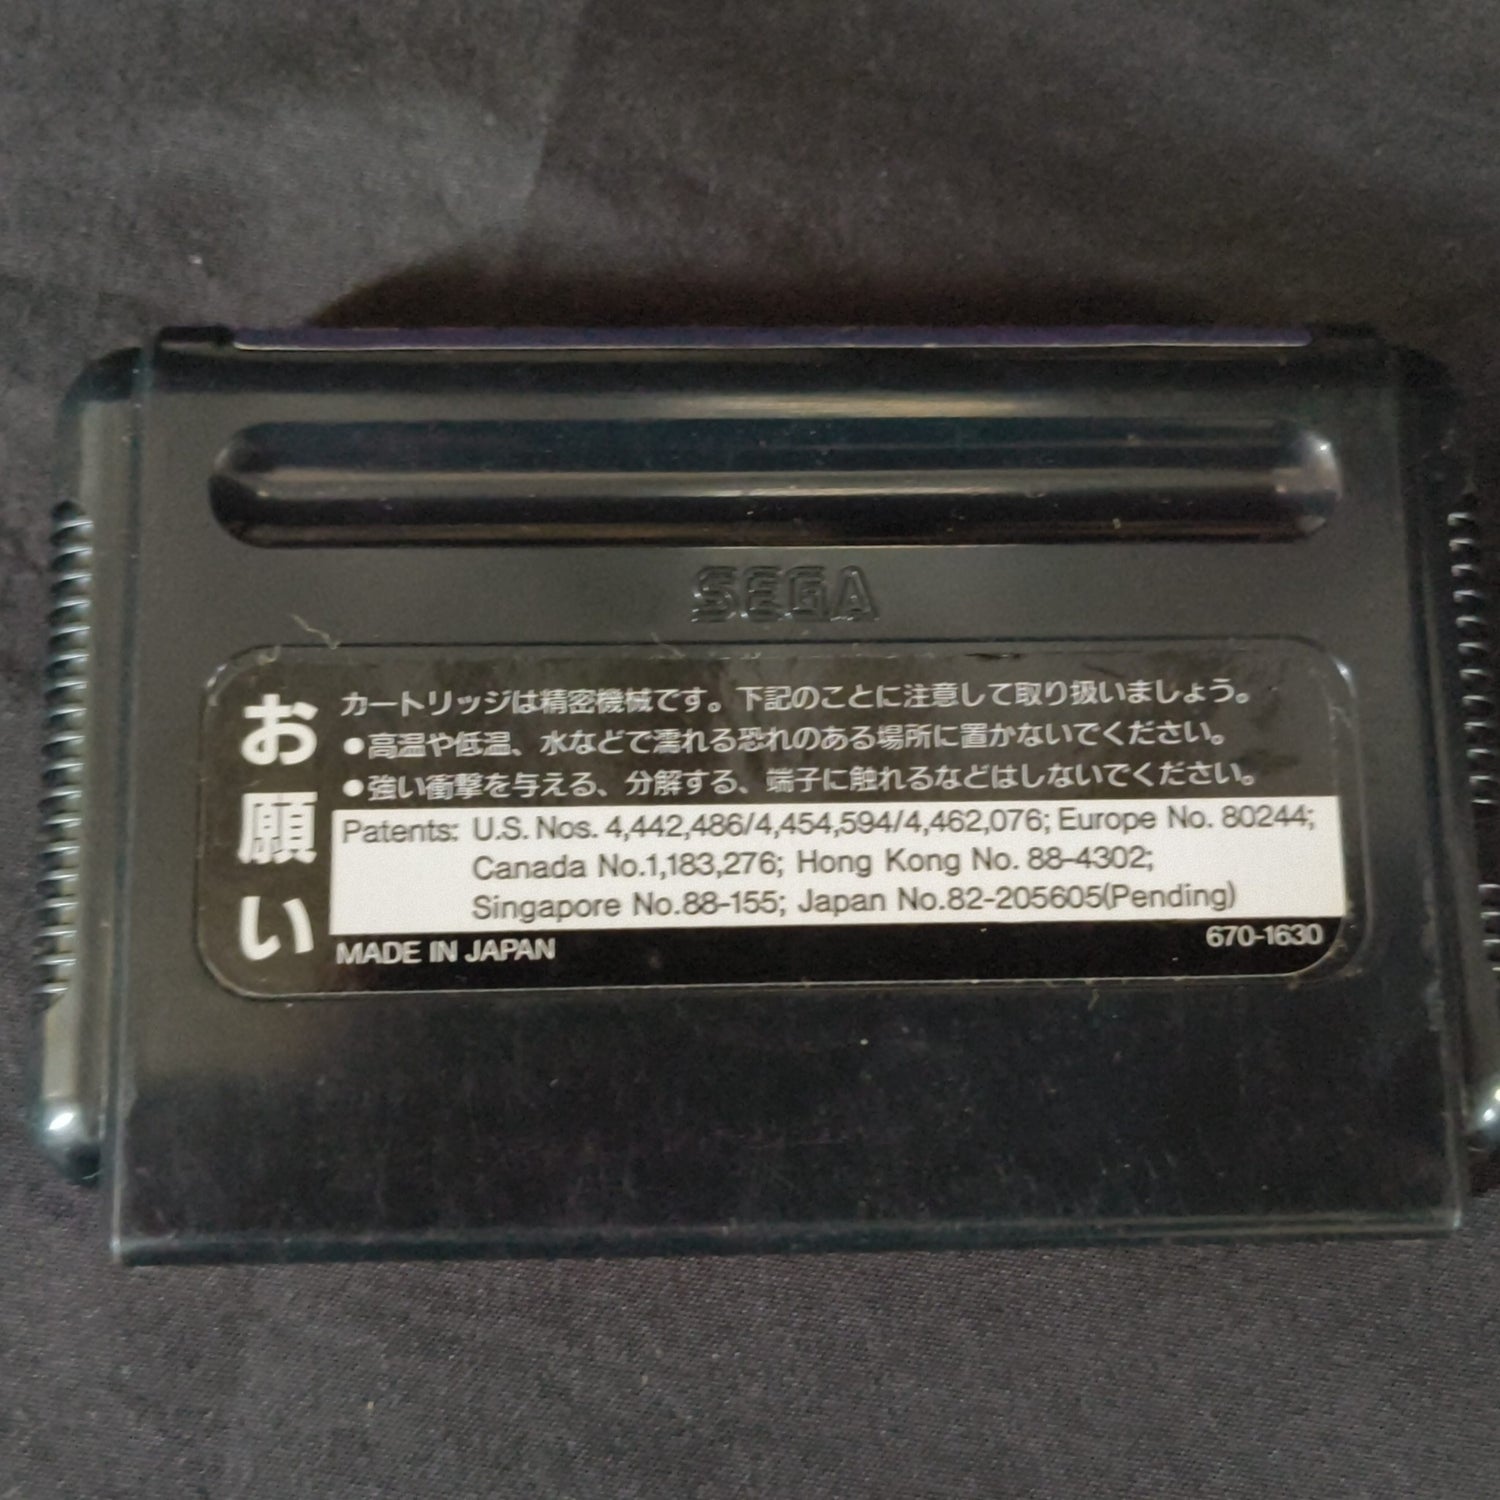 SEGA
お願い
カートリッジは精密機械です。下記のことに注意して取り扱いましょう。
●高温や低温、水などで濡れる恐れのある場所に置かないでください。
●強い衝撃を与える、分解する、端子に触れるなどはしないでください。
Patents: U.S. Nos. 4,442,486/4,454,594/4,462,076; Europe No. 80244;
Canada No.1,183,276; Hong Kong No. 88-4302;
Singapore No.88-155; Japan No.82-205605(Pending)
MADE IN JAPAN
670-1630